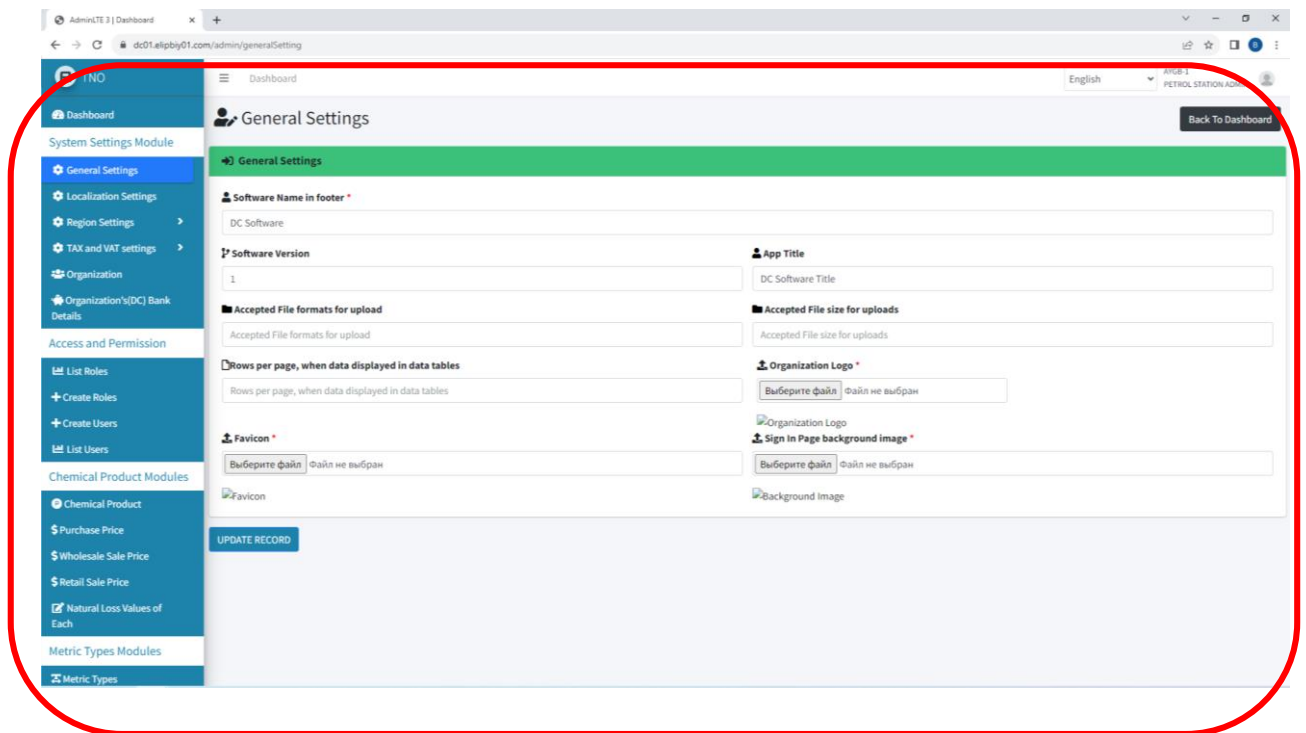 AdminLTE 3 | Dashboard
dc01.elipbiy01.com/admin/generalSetting
TNO
Dashboard
English
AYGB-1
PETROL STATION
Dashboard
General Settings
Back To Dashboard
System Settings Module
General Settings
General Settings
Localization Settings
Software Name in footer *
Region Settings
DC Software
TAX and VAT settings
Software Version
App Title
Organization
1
DC Software Title
Organization's(DC) Bank
Details
Accepted File formats for upload
Accepted File size for uploads
Accepted File formats for upload
Accepted File size for uploads
Access and Permission
List Roles
Rows per page, when data displayed in data tables
Organization Logo *
Create Roles
Rows per page, when data displayed in data tables
Выберите файл Файл не выбран
Create Users
Organization Logo
List Users
Favicon *
Sign In Page background image *
Выберите файл Файл не выбран
Выберите файл Файл не выбран
Chemical Product Modules
Favicon
Background Image
Chemical Product
Purchase Price
UPDATE RECORD
Wholesale Sale Price
Retail Sale Price
Natural Loss Values of
Each
Metric Types Modules
Metric Types